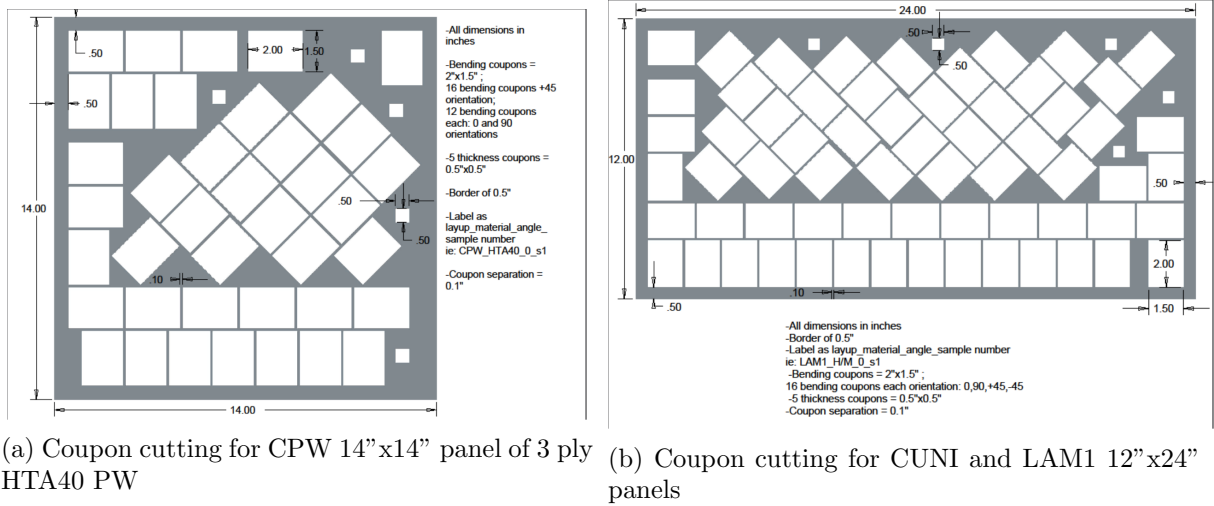 .50
2.00
1.50
.50
14.00
.50
.50
.10
14.00
-All dimensions in
inches
-Bending coupons =
2"x1.5" ;
16 bending coupons +45
orientation;
12 bending coupons
each: 0 and 90
orientations
-5 thickness coupons =
0.5"x0.5"
-Border of 0.5"
-Label as
layup_material_angle_
sample number
ie: CPW_HTA40_0_s1
-Coupon separation =
0.1"
(a) Coupon cutting for CPW 14”x14” panel of 3 ply
HTA40 PW
24.00
.50
.50
12.00
.50
2.00
.10
.50
1.50
-All dimensions in inches
-Border of 0.5"
-Label as layup_material_angle_sample number
ie: LAM1_H/M_0_s1
-Bending coupons = 2"x1.5" ;
16 bending coupons each orientation: 0,90,+45,-45
-5 thickness coupons = 0.5"x0.5"
-Coupon separation = 0.1"
(b) Coupon cutting for CUNI and LAM1 12”x24”
panels